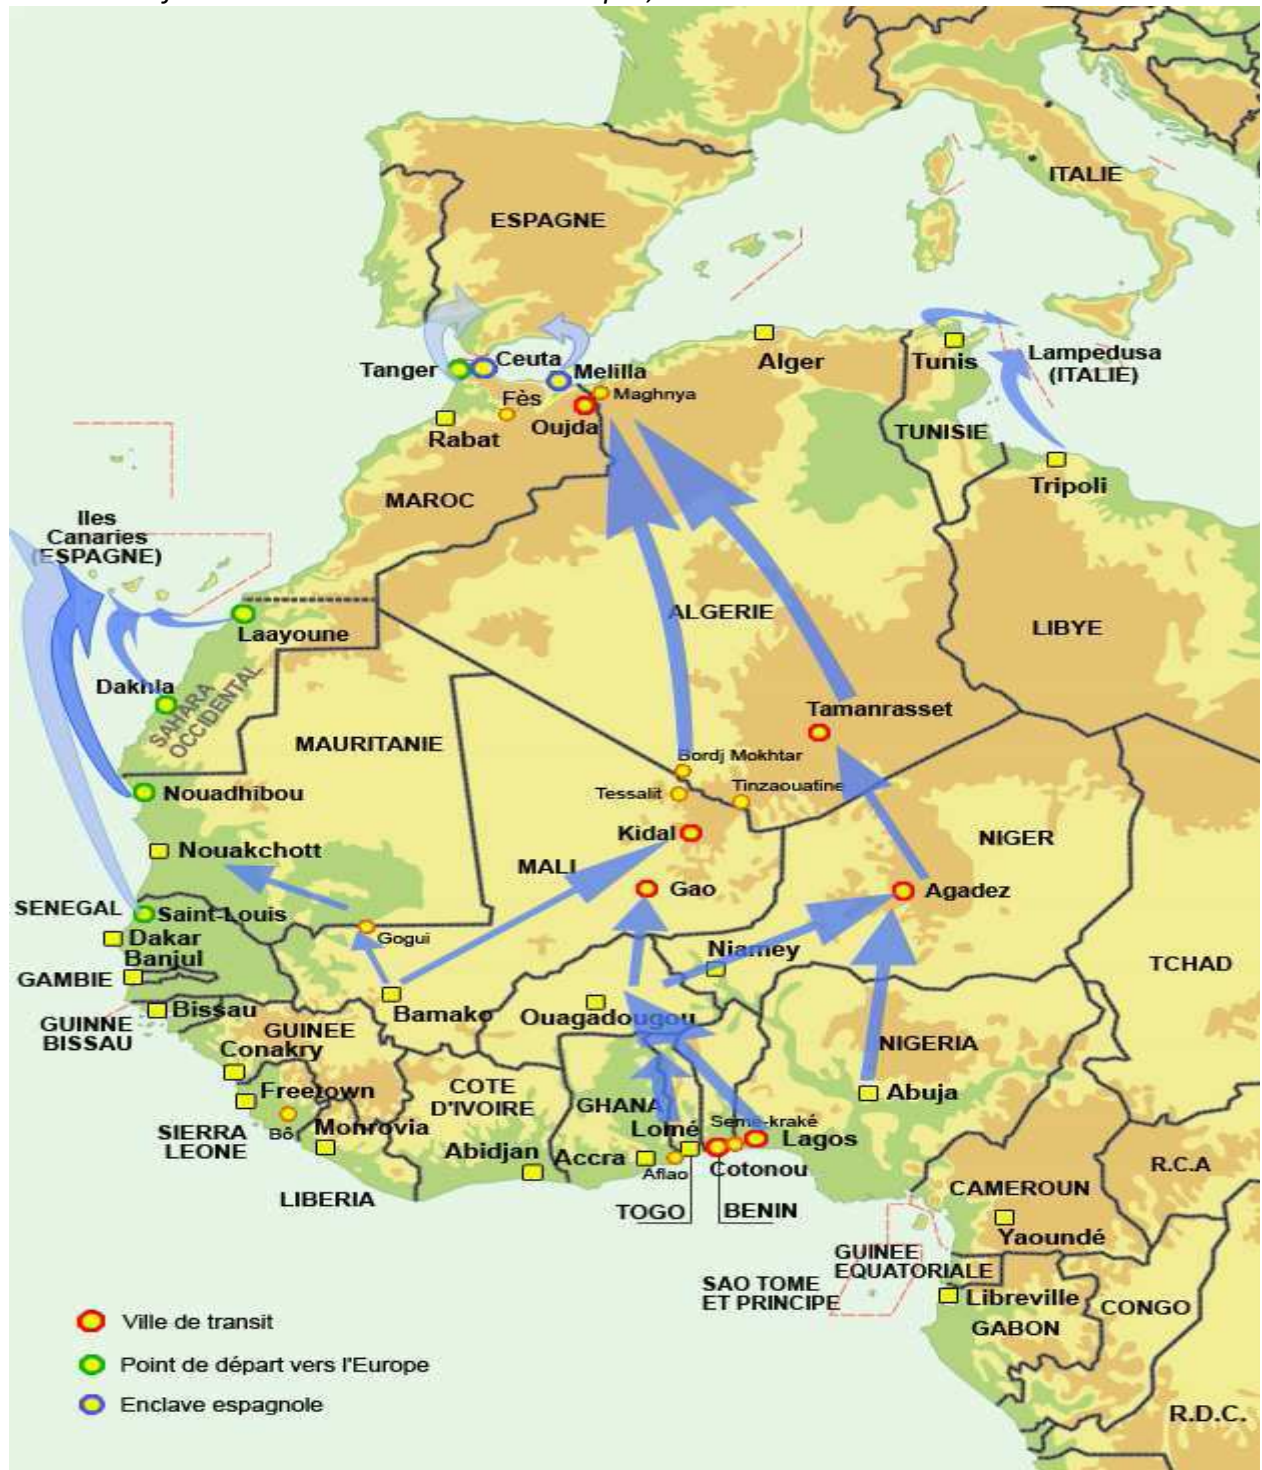 ITALIE
ESPAGNE
Ceuta
Tanger
Melilla
Maghnya
Fès
Oujda
Rabat
Alger
Tunis
Lampedusa
(ITALIE)
TUNISIE
Tripoli
MAROC
Iles
Canaries
(ESPAGNE)
Laayoune
ALGERIE
LIBYE
Dakhla
SAHARA
OCCIDENTAL
Tamanrasset
MAURITANIE
Bordj Mokhtar
Tessalit
Tinzaouatine
Nouadhibou
Kidal
NIGER
Nouakchott
MALI
Gao
Agadez
SENEGAL
Saint-Louis
Dakar
Gogui
Banjul
Niamey
GAMBIE
TCHAD
Bissau
Bamako
Ouagadougou
GUINNE
BISSAU
GUINEE
NIGERIA
Conakry
Freetown
COTE
D'IVOIRE
GHANA
Abuja
Bô
Monrovia
Lomé
Seme-kraké
Lagos
SIERRA
LEONE
Abidjan
Accra
Aflao
Cotonou
R.C.A
LIBERIA
TOGO
BENIN
CAMEROUN
Yaoundé
GUINEE
EQUATORIALE
SAO TOME
ET PRINCIPE
Libreville
CONGO
GABON
Ville de transit
Point de départ vers l'Europe
Enclave espagnole
R.D.C.